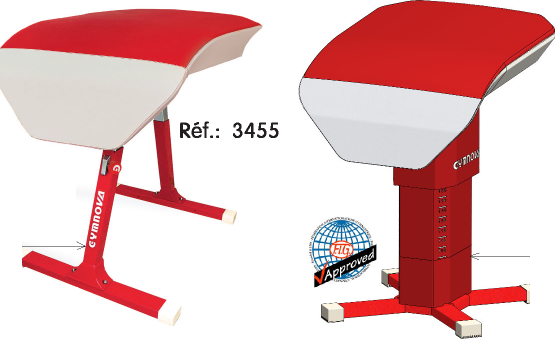 Réf.: 3455
GYMNOVA
GYMNOVA
FIG
Approved